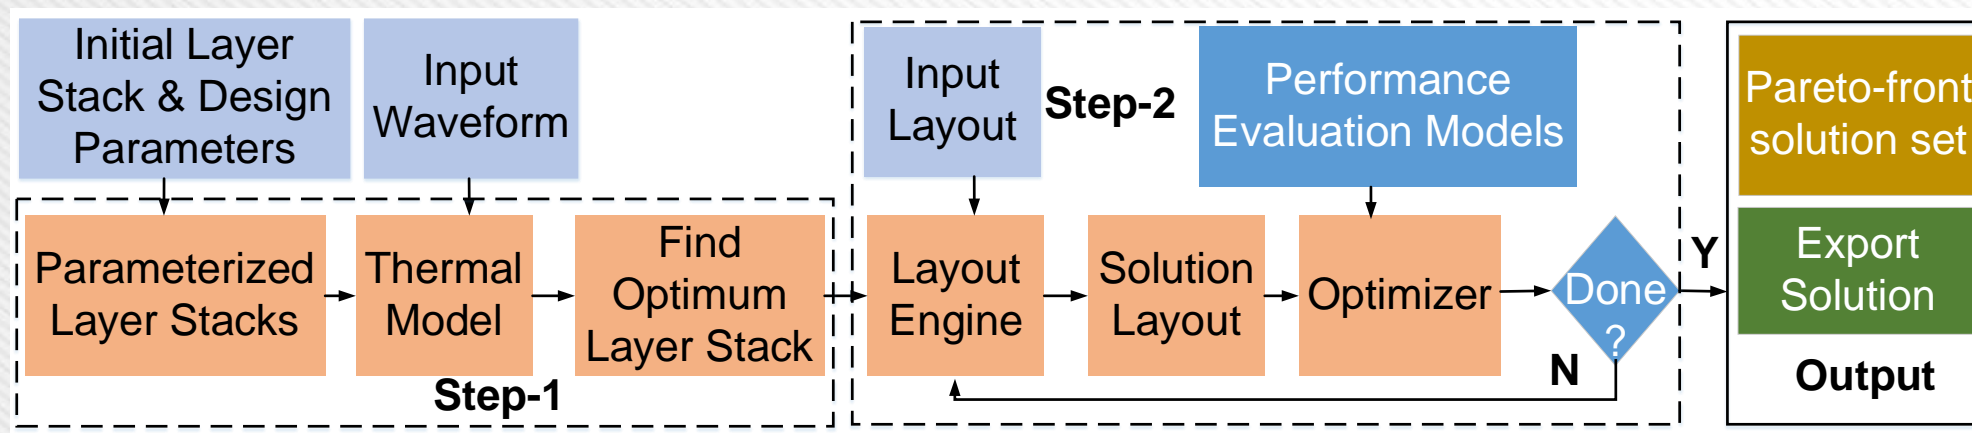 Initial Layer
Stack & Design
Parameters
Input
Waveform
Parameterized
Layer Stacks
Thermal
Model
Find
Optimum
Layer Stack
Step-1
Input
Layout
Step-2
Performance
Evaluation Models
Layout
Engine
Solution
Layout
Optimizer
Done
?
N
Y
Pareto-front
solution set
Export
Solution
Output